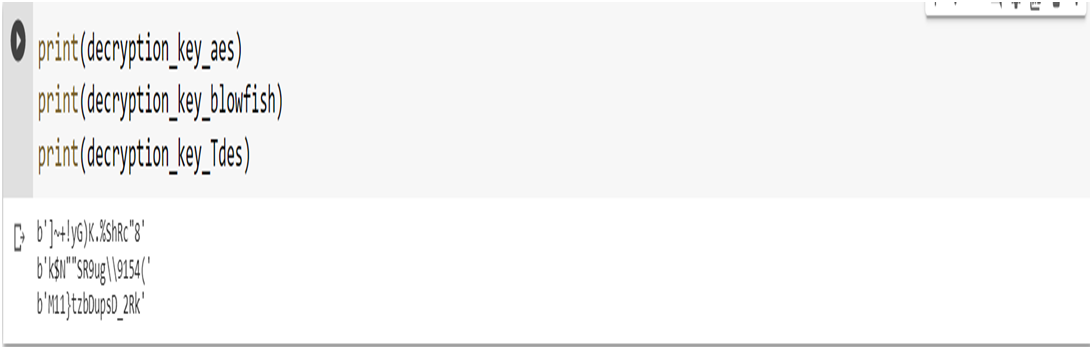 print(decryption_key_aes)
print(decryption_key_blowfish)
print(decryption_key_Tdes)
b']~+!yG)K.%ShRc"8'
b'k$N""SR9ug\\9154('
b'M11}tzbDupsD_2Rk'